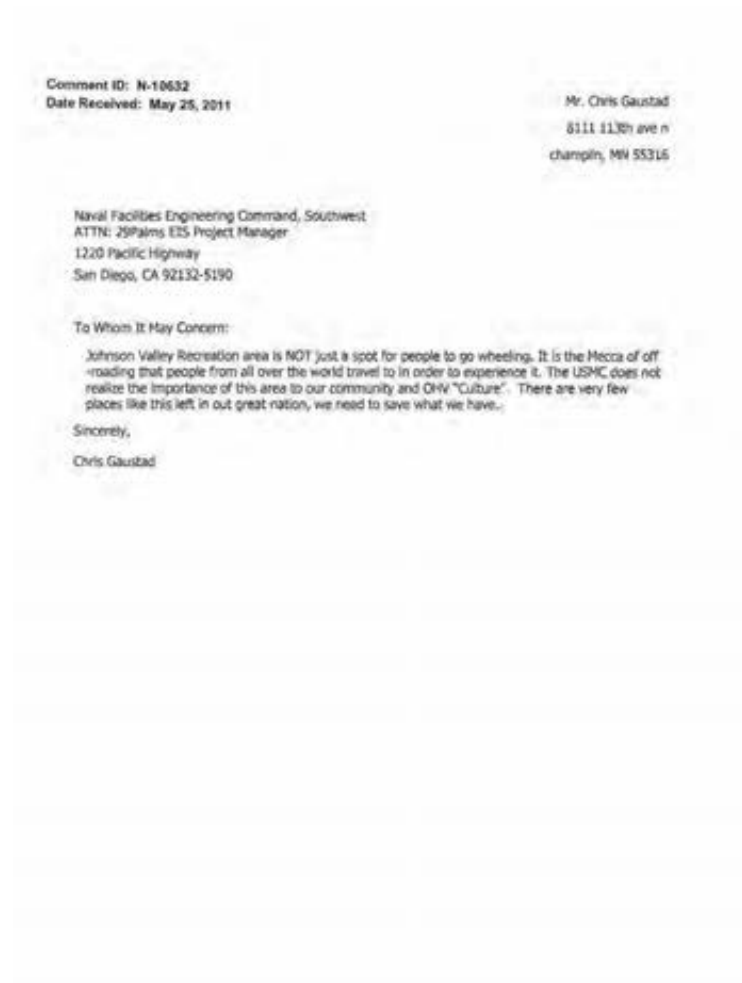 Comment ID: N-10632
Date Received: May 25, 2011
Mr. Chris Gaustad
113th ave n
champlin, MN 55316
Naval Facilities Engineering Command, Southwest
ATTN: 29Palms EIS Project Manager
1220 Pacific Highway
San Diego, CA 92132-5190
To Whom It May Concern:
Johnson Valley Recreation area is NOT just a spot for people to go wheeling. It is the Mecca of off
-roading that people from all over the world travel to in order to experience it. The USMC does not
realize the importance of this area to our community and OHV "Culture". There are very few
places like this left in out great nation, we need to save what we have.
Sincerely,
Chris Gaustad